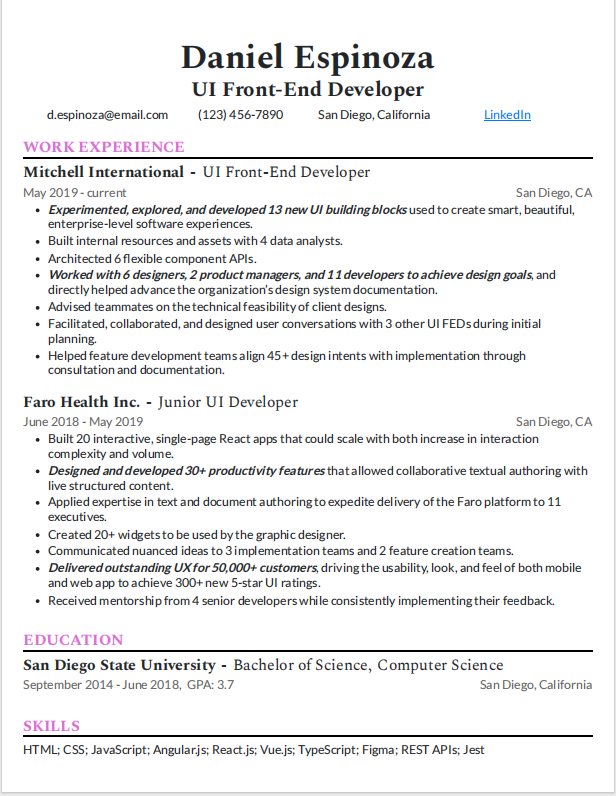 Daniel Espinoza
UI Front-End Developer
d.espinoza@email.com (123) 456-7890 San Diego, California LinkedIn
WORK EXPERIENCE
Mitchell International - UI Front-End Developer
May 2019 - current San Diego, CA
• Experimented, explored, and developed 13 new UI building blocks used to create smart, beautiful,
enterprise-level software experiences.
• Built internal resources and assets with 4 data analysts.
• Architected 6 flexible component APIs.
• Worked with 6 designers, 2 product managers, and 11 developers to achieve design goals, and
directly helped advance the organization's design system documentation.
• Advised teammates on the technical feasibility of client designs.
• Facilitated, collaborated, and designed user conversations with 3 other UI FEDs during initial
planning.
• Helped feature development teams align 45+ design intents with implementation through
consultation and documentation.
Faro Health Inc. - Junior UI Developer
June 2018 - May 2019 San Diego, CA
• Built 20 interactive, single-page React apps that could scale with both increase in interaction
complexity and volume.
• Designed and developed 30+ productivity features that allowed collaborative textual authoring with
live structured content.
• Applied expertise in text and document authoring to expedite delivery of the Faro platform to 11
executives.
• Created 20+ widgets to be used by the graphic designer.
• Communicated nuanced ideas to 3 implementation teams and 2 feature creation teams.
• Delivered outstanding UX for 50,000+ customers, driving the usability, look, and feel of both mobile
and web app to achieve 300+ new 5-star UI ratings.
• Received mentorship from 4 senior developers while consistently implementing their feedback.
EDUCATION
San Diego State University - Bachelor of Science, Computer Science
September 2014 - June 2018, GPA: 3.7 San Diego, California
SKILLS
HTML; CSS; JavaScript; Angular.js; React.js; Vue.js; TypeScript; Figma; REST APIs; Jest